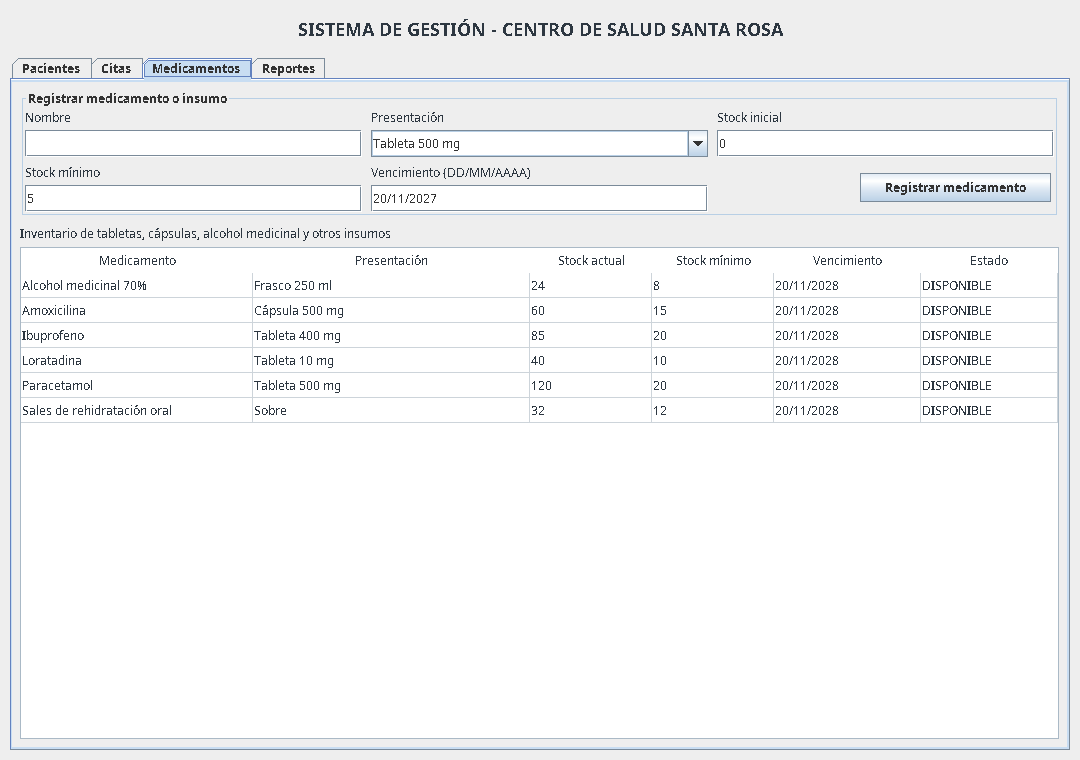 SISTEMA DE GESTIÓN - CENTRO DE SALUD SANTA ROSA
Pacientes Citas Medicamentos Reportes
Registrar medicamento o insumo
Nombre Presentación Stock inicial
Tableta 500 mg 0
Stock mínimo Vencimiento (DD/MM/AAAA)
5 20/11/2027 Registrar medicamento
Inventario de tabletas, cápsulas, alcohol medicinal y otros insumos
Medicamento Presentación Stock actual Stock mínimo Vencimiento Estado
Alcohol medicinal 70% Frasco 250 ml 24 8 20/11/2028 DISPONIBLE
Amoxicilina Cápsula 500 mg 60 15 20/11/2028 DISPONIBLE
Ibuprofeno Tableta 400 mg 85 20 20/11/2028 DISPONIBLE
Loratadina Tableta 10 mg 40 10 20/11/2028 DISPONIBLE
Paracetamol Tableta 500 mg 120 20 20/11/2028 DISPONIBLE
Sales de rehidratación oral Sobre 32 12 20/11/2028 DISPONIBLE